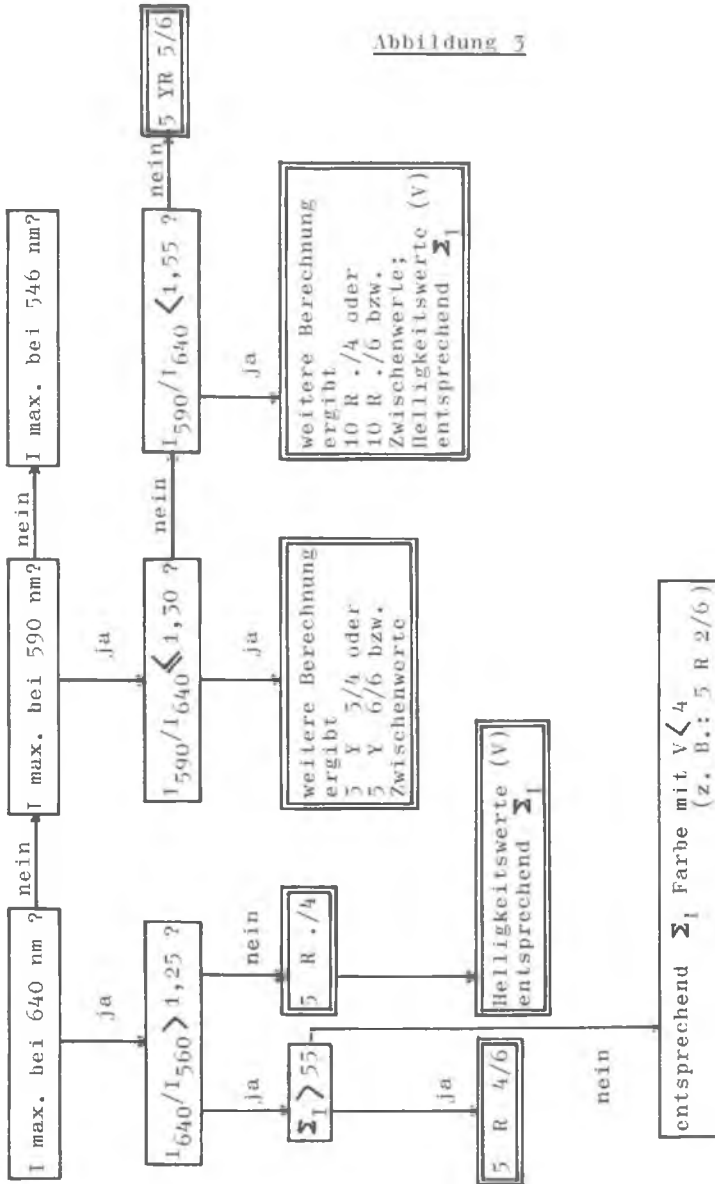 Abbildung 3
I max. bei 640 nm ?
nein
I max. bei 590 nm?
nein
I max. bei 546 nm?
ja
ja
I640/I560 > 1,25 ?
I590/I640 ⩽ 1,30 ?
nein
I590/I640 < 1,55 ?
nein
5 YR 5/6
ja
nein
ja
ja
ΣI > 55
5 R ./4
weitere Berechnung
ergibt
5 Y 5/4 oder
5 Y 6/6 bzw.
Zwischenwerte
weitere Berechnung
ergibt
10 R ./4 oder
10 R ./6 bzw.
Zwischenwerte;
Helligkeitswerte (V)
entsprechend ΣI
ja
5 R 4/6
Helligkeitswerte (V)
entsprechend ΣI
nein
entsprechend ΣI Farbe mit V < 4
(z. B.: 5 R 2/6)